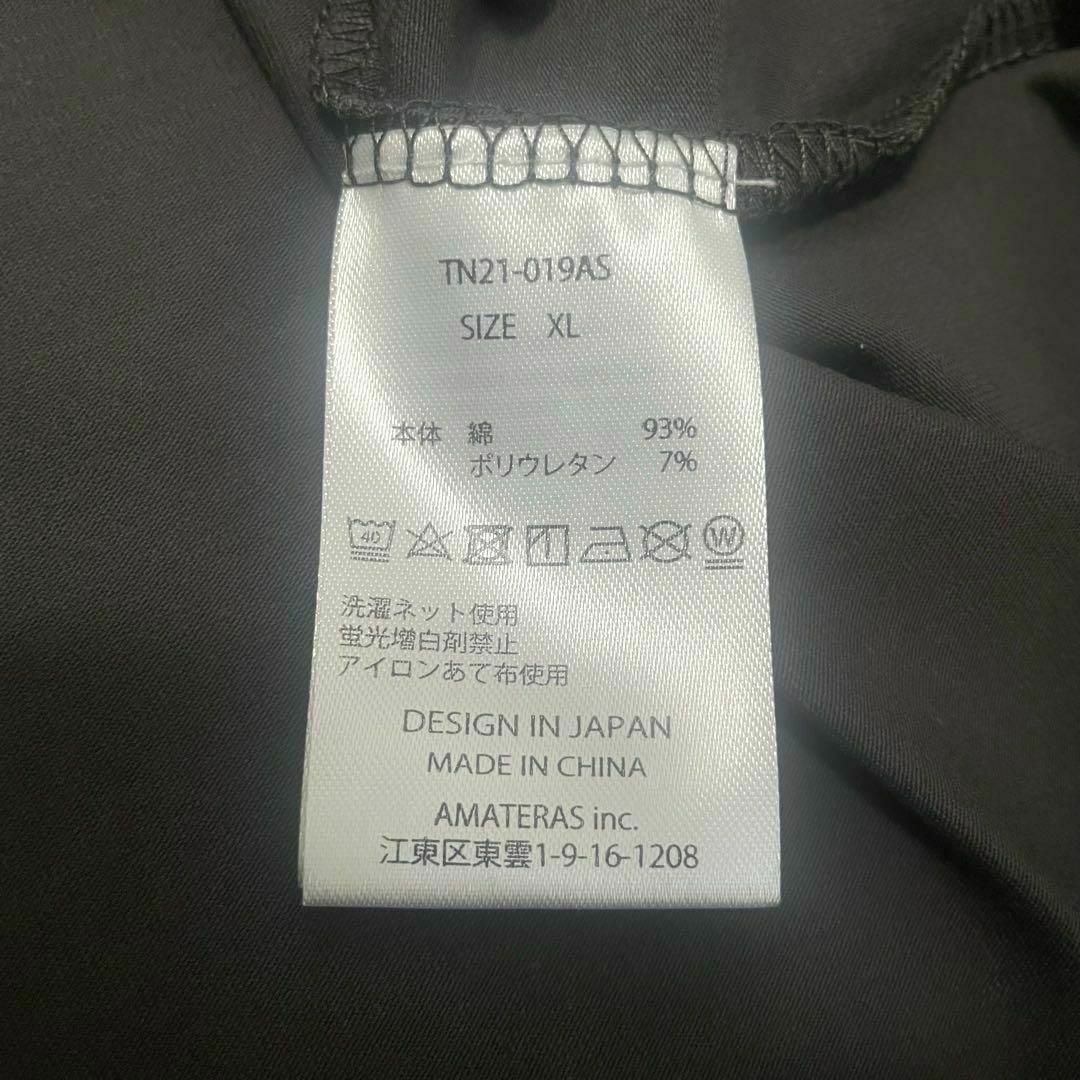 TN21-019AS
SIZE XL
本体 綿 93%
ポリウレタン 7%
40 W
洗濯ネット使用
蛍光増白剤禁止
アイロンあて布使用
DESIGN IN JAPAN
MADE IN CHINA
AMATERAS inc.
江東区東雲1-9-16-1208